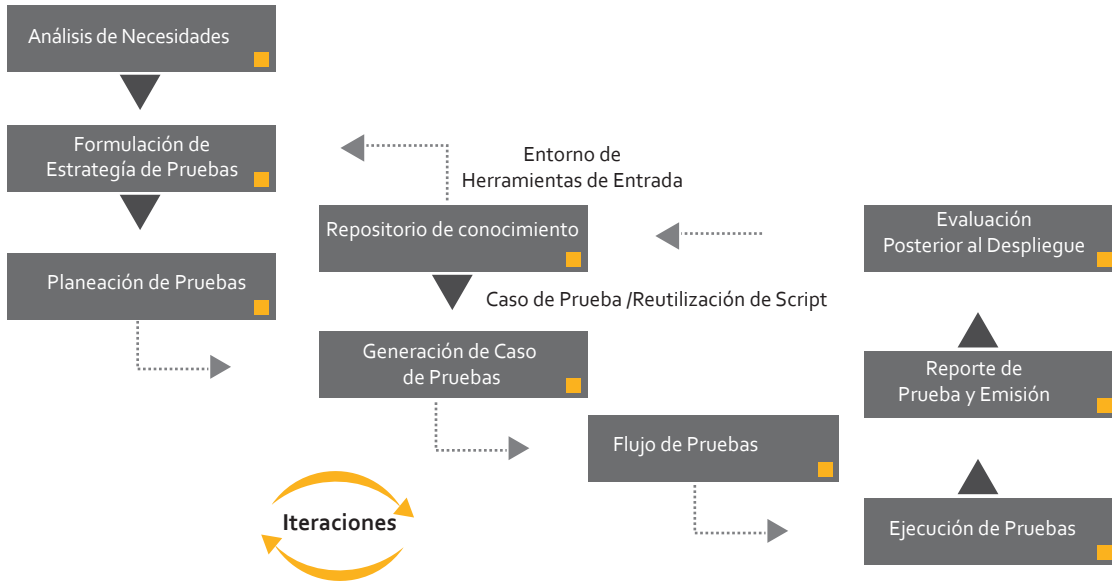 Análisis de Necesidades
Formulación de
Estrategía de Pruebas
Planeación de Pruebas
Entorno de
Herramientas de Entrada
Repositorio de conocimiento
Caso de Prueba /Reutilización de Script
Generación de Caso
de Pruebas
Flujo de Pruebas
Evaluación
Posterior al Despliegue
Reporte de
Prueba y Emisión
Ejecución de Pruebas
Iteraciones